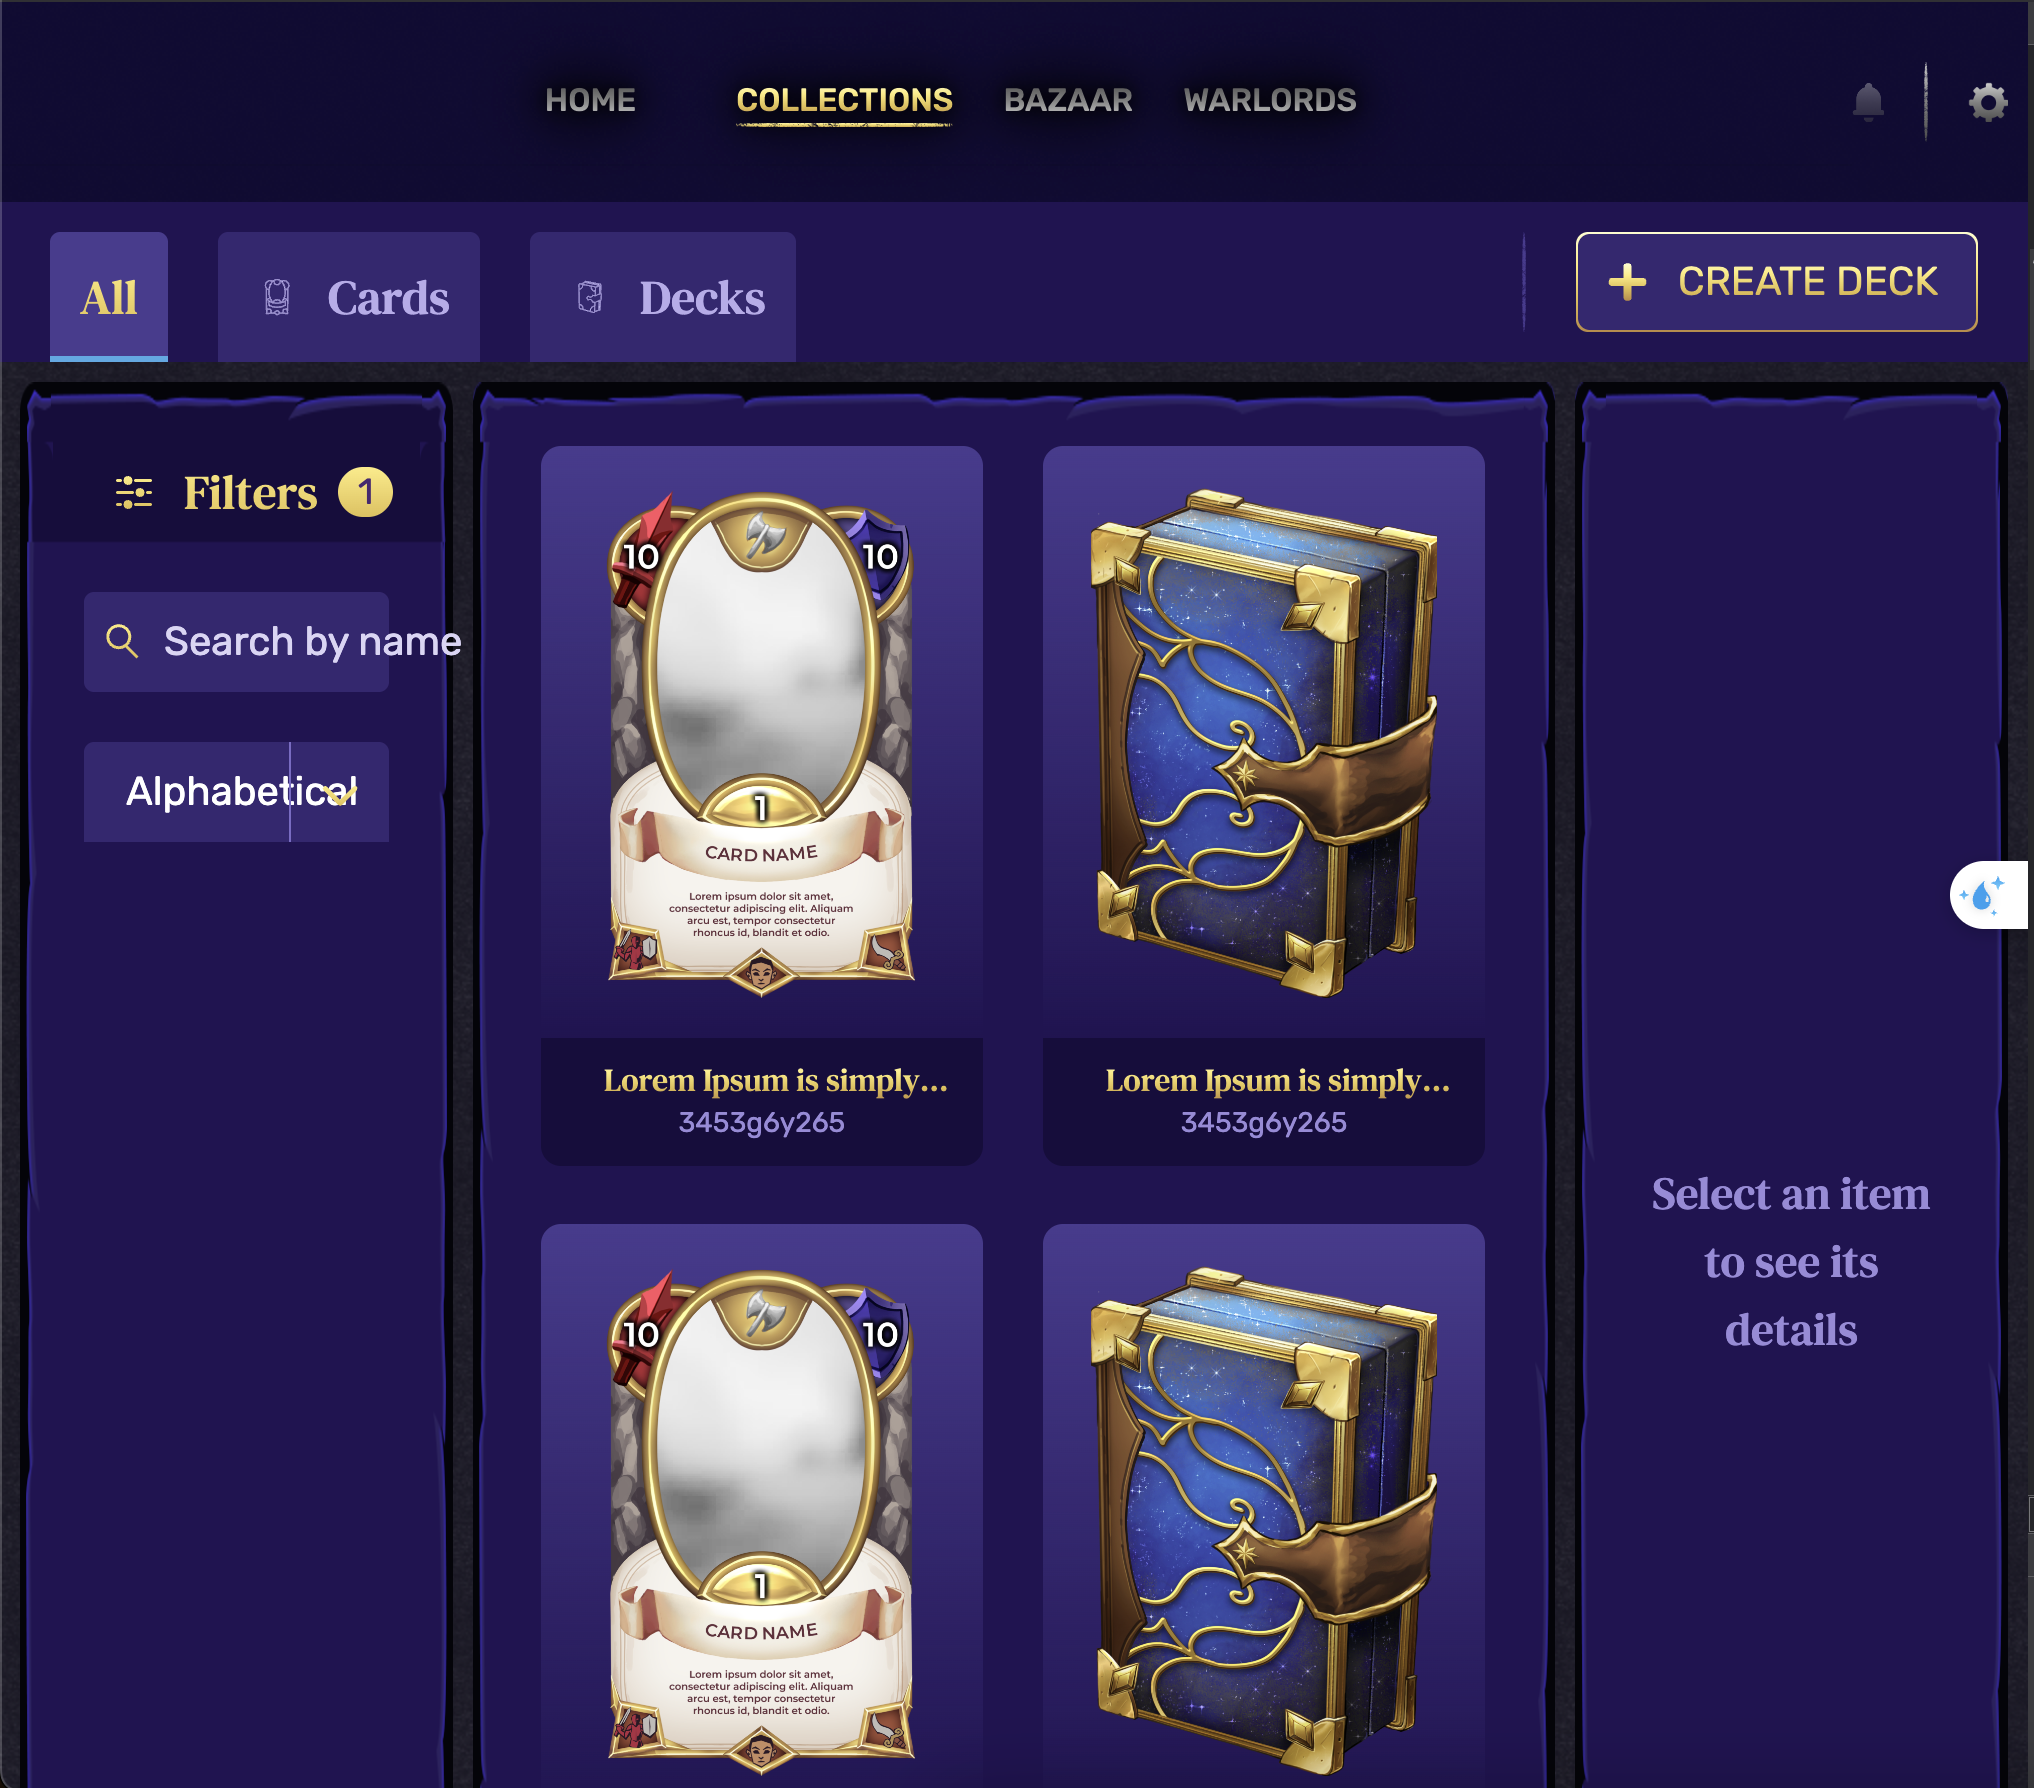 HOME COLLECTIONS BAZAAR WARLORDS
All Cards Decks
CREATE DECK
Filters 1
Search by name
Alphabetical
10 10
1
CARD NAME
Lorem ipsum dolor sit amet,
consectetur adipiscing elit. Aliquam
arcu est, tempor consectetur
rhoncus id, blandit et odio.
Lorem Ipsum is simply...
3453g6y265
Lorem Ipsum is simply...
3453g6y265
10 10
1
CARD NAME
Lorem ipsum dolor sit amet,
consectetur adipiscing elit. Aliquam
arcu est, tempor consectetur
rhoncus id, blandit et odio.
Select an item
to see its
details